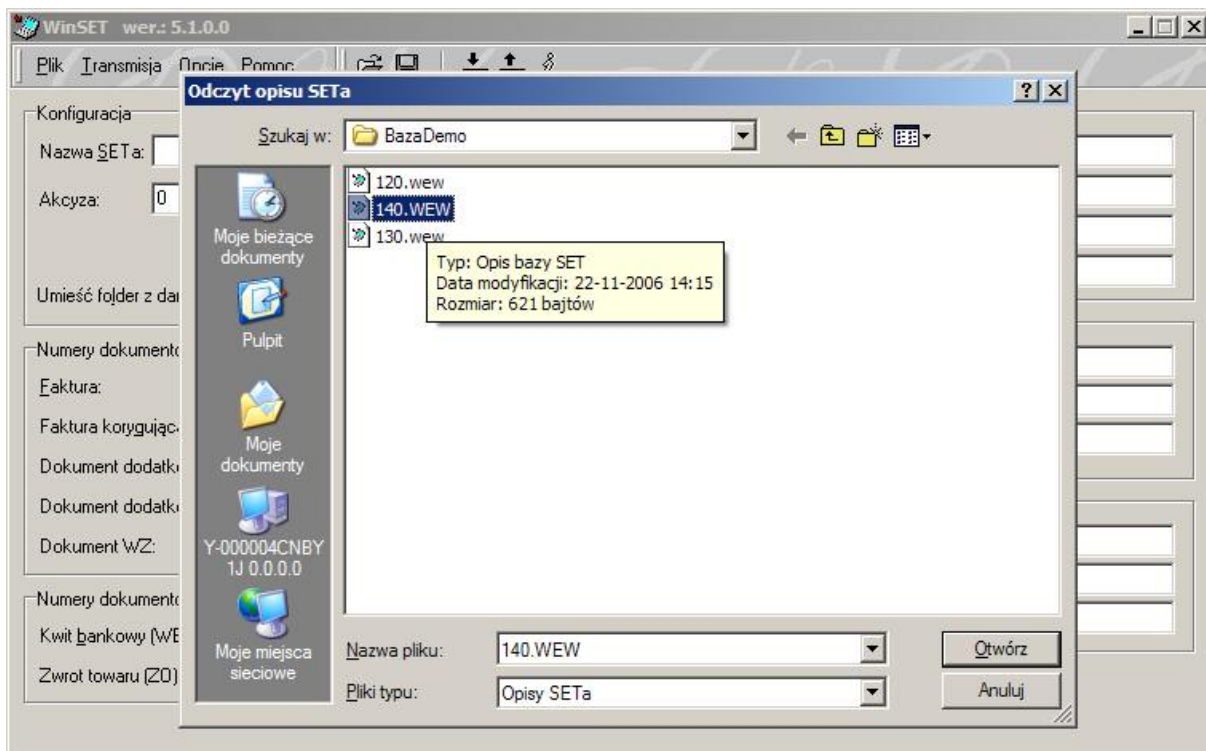 WinSET wer.: 5.1.0.0
Plik Transmisja Opcje Pomoc
Odczyt opisu SETa
Konfiguracja
Nazwa SETa:
Akcyza: 0
Umieść folder z dan
Szukaj w: BazaDemo
120.wew
140.WEW
130.wew
Typ: Opis bazy SET
Data modyfikacji: 22-11-2006 14:15
Rozmiar: 621 bajtów
Moje bieżące
dokumenty
Pulpit
Moje
dokumenty
Y-000004CNBY
1J 0.0.0.0
Moje miejsca
sieciowe
Numery dokumento
Faktura:
Faktura korygując
Dokument dodatk
Dokument dodatk
Dokument WZ:
Numery dokumento
Kwit bankowy (WB
Zwrot towaru (ZO)
Nazwa pliku: 140.WEW
Otwórz
Pliki typu: Opisy SETa
Anuluj